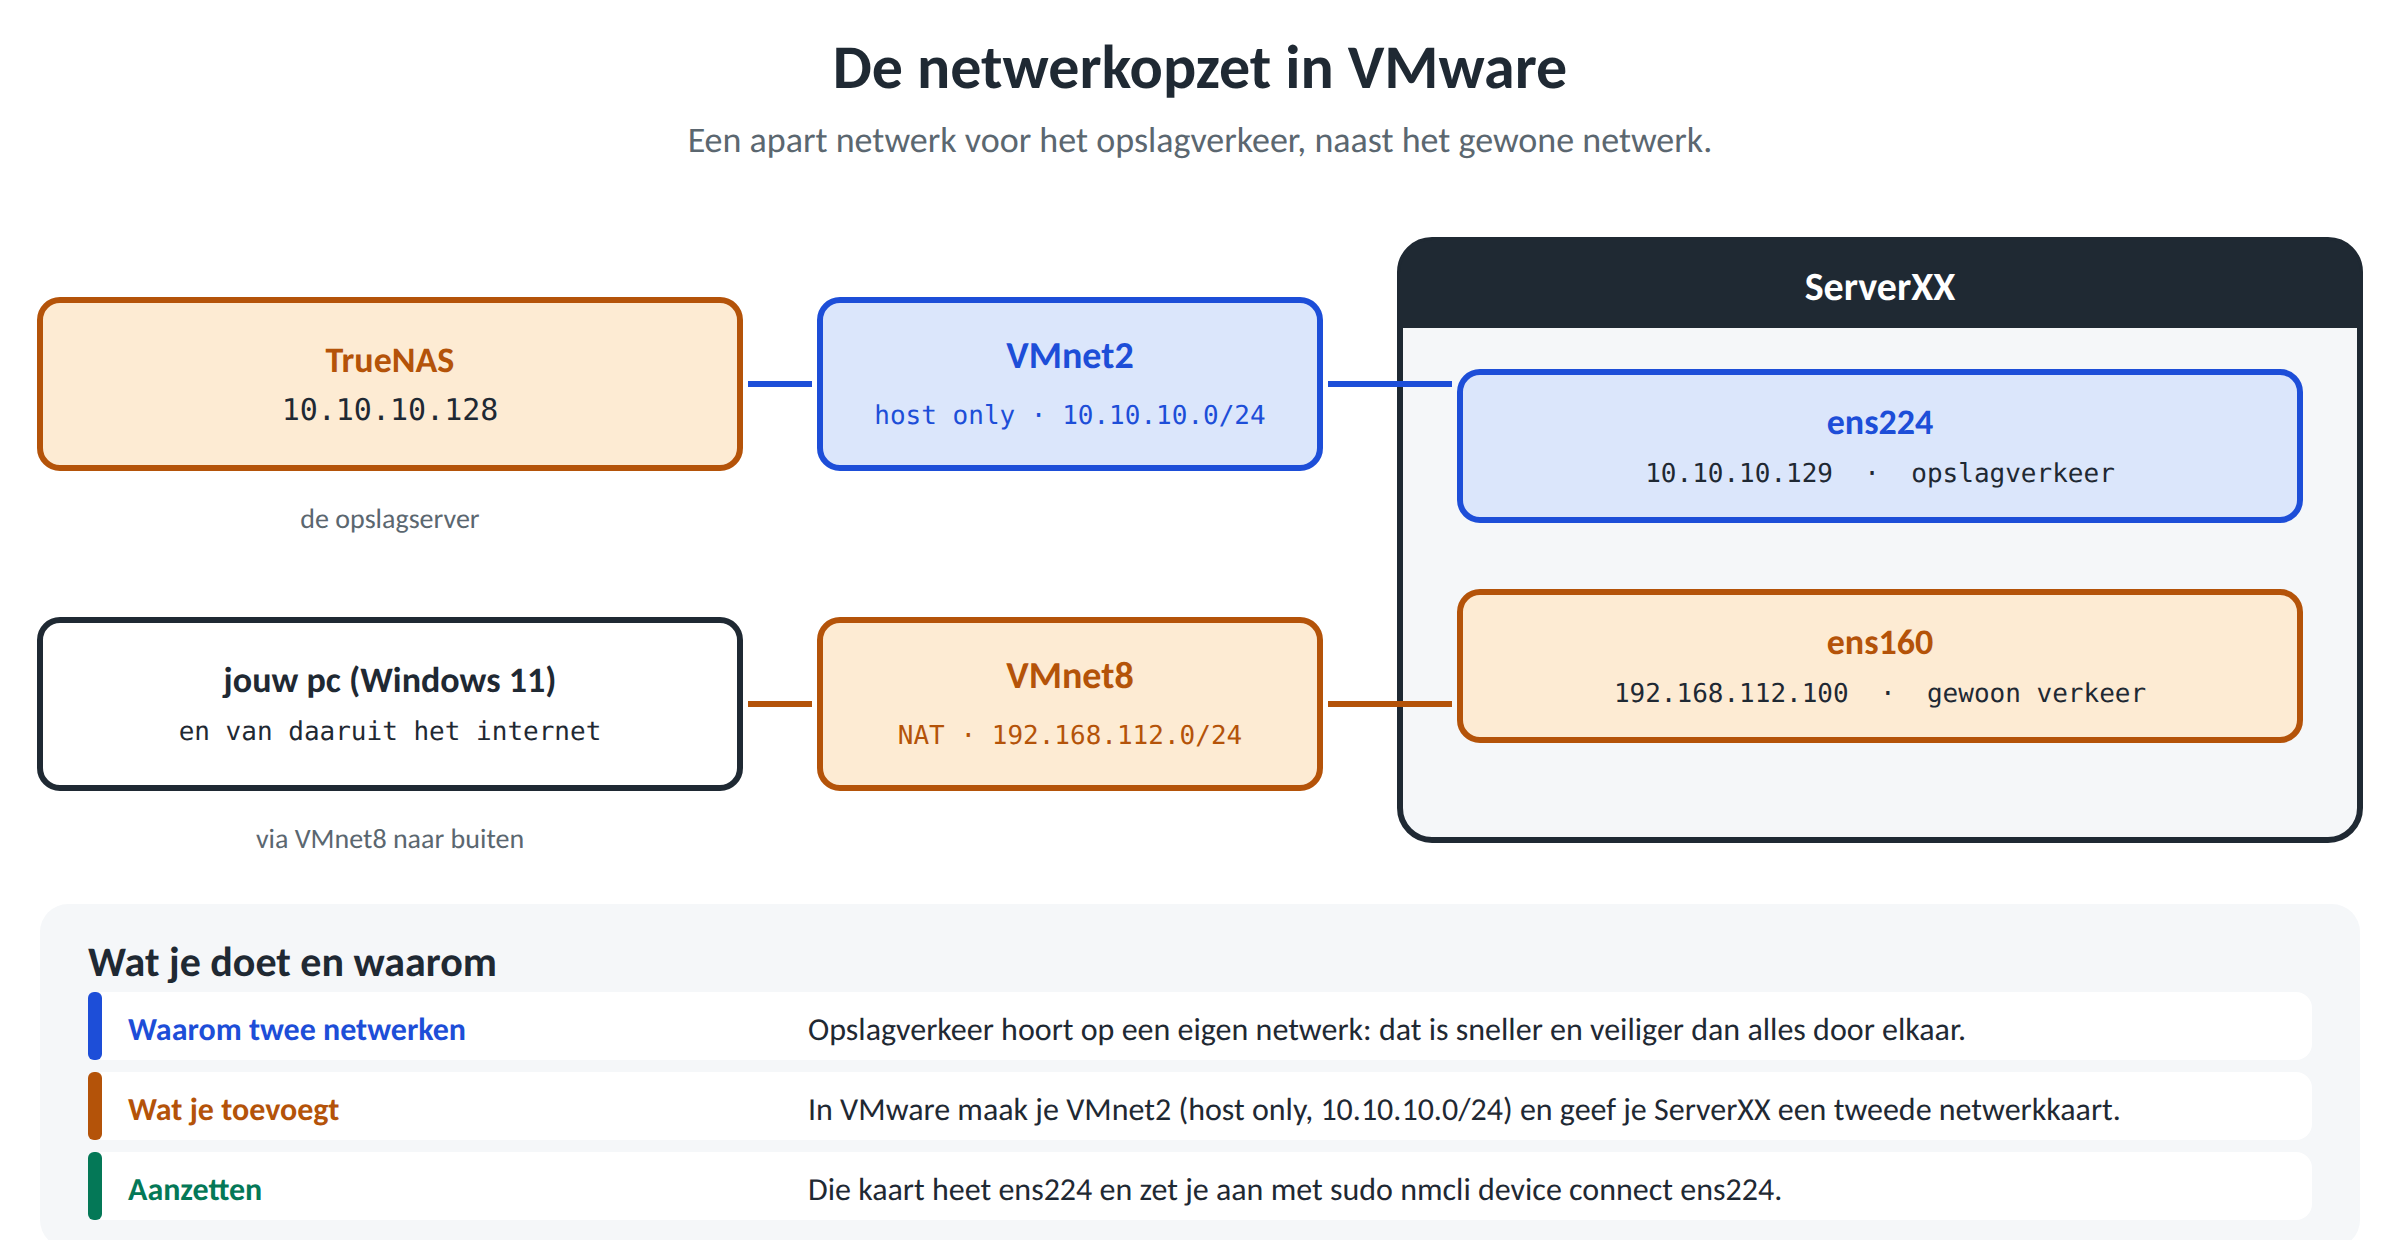 De netwerkopzet in VMware
Een apart netwerk voor het opslagverkeer, naast het gewone netwerk.
ServerXX
TrueNAS
10.10.10.128
de opslagserver
VMnet2
host only · 10.10.10.0/24
ens224
10.10.10.129 · opslagverkeer
jouw pc (Windows 11)
en van daaruit het internet
via VMnet8 naar buiten
VMnet8
NAT · 192.168.112.0/24
ens160
192.168.112.100 · gewoon verkeer
Wat je doet en waarom
Waarom twee netwerken
Opslagverkeer hoort op een eigen netwerk: dat is sneller en veiliger dan alles door elkaar.
Wat je toevoegt
In VMware maak je VMnet2 (host only, 10.10.10.0/24) en geef je ServerXX een tweede netwerkkaart.
Aanzetten
Die kaart heet ens224 en zet je aan met sudo nmcli device connect ens224.